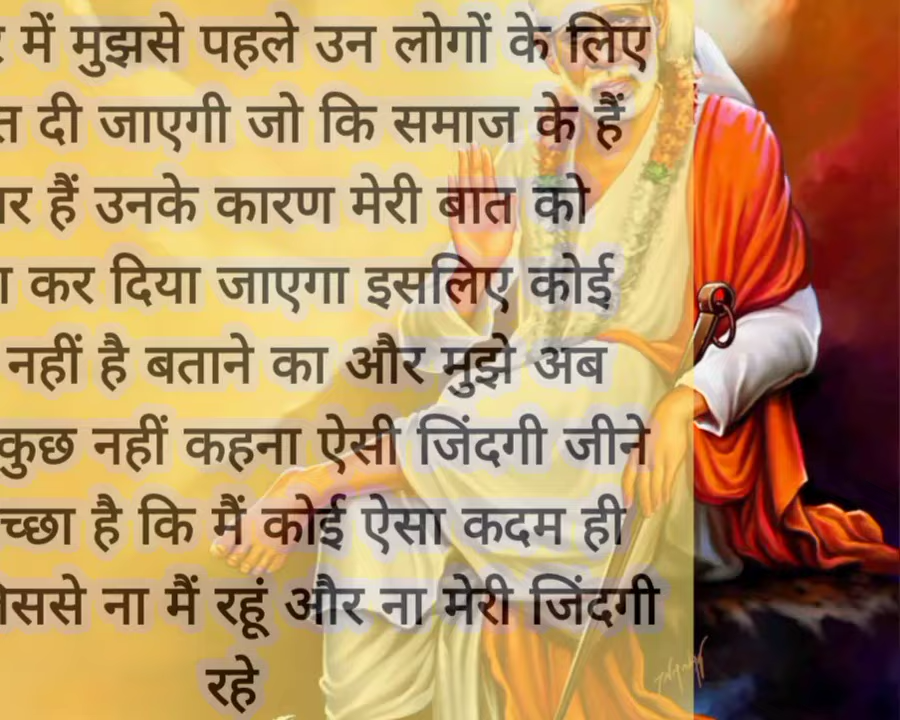 में मुझसे पहले उन लोगों के लिए
दी जाएगी जो कि समाज के हैं
हैं उनके कारण मेरी बात को
कर दिया जाएगा इसलिए कोई
नहीं है बताने का और मुझे अब
कुछ नहीं कहना ऐसी जिंदगी जीने
है कि मैं कोई ऐसा कदम ही
ना मैं रहूं और ना मेरी जिंदगी
रहे